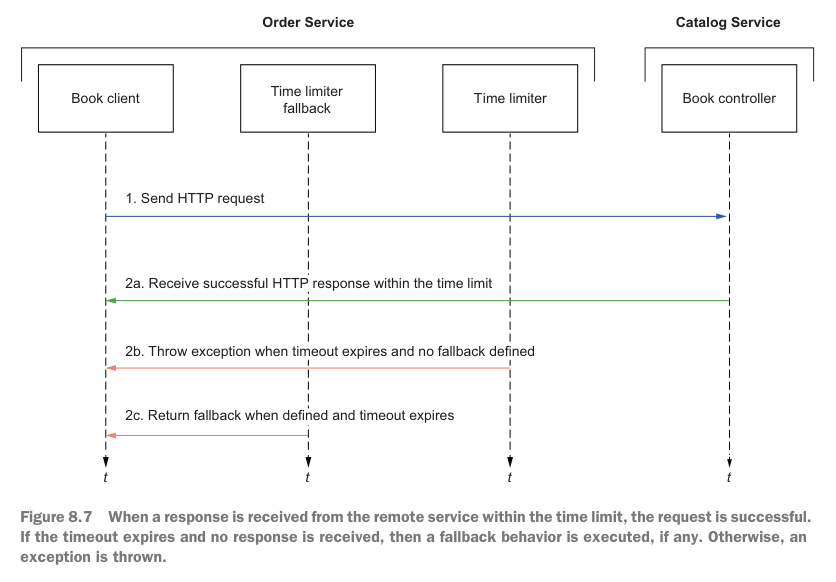 Order Service
Catalog Service
Book client
Time limiter
fallback
Time limiter
Book controller
1. Send HTTP request
2a. Receive successful HTTP response within the time limit
2b. Throw exception when timeout expires and no fallback defined
2c. Return fallback when defined and timeout expires
t
t
t
t
Figure 8.7 When a response is received from the remote service within the time limit, the request is successful.
If the timeout expires and no response is received, then a fallback behavior is executed, if any. Otherwise, an
exception is thrown.